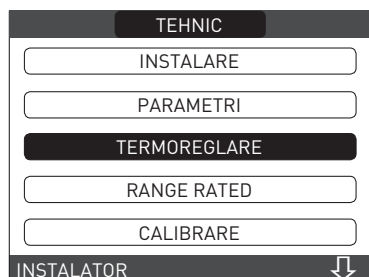 TEHNIC
INSTALARE
PARAMETRI
TERMOREGLARE
RANGE RATED
CALIBRARE
INSTALATOR